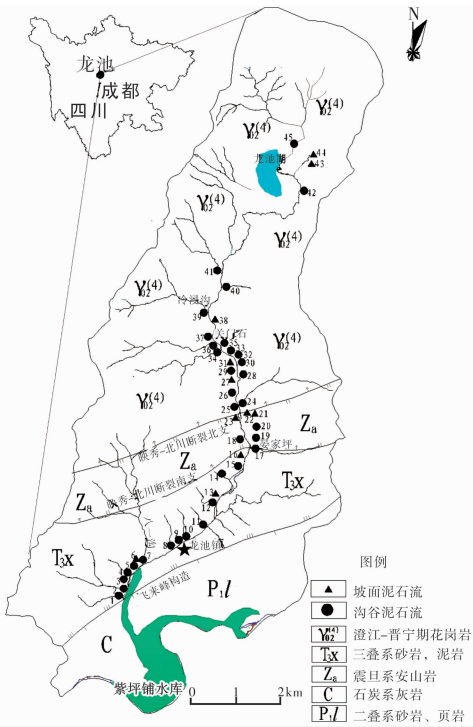 N
龙池
成都
四川
γ02(4)
γ02(4)
45
44
43
龙池湖
42
γ02(4)
γ02(4)
γ02(4)
41
40
γ02(4)
冷浸沟
39
38
37
关门石
35
33
36
32
34
31
30
γ02(4)
29
28
27
γ02(4)
26
25
24
23
22
21
Za
20
映秀-北川断裂北支
18
19
晏家坪
17
Za
16
15
映秀-北川断裂南支
14
T3x
Za
13
12
11
10
9
8
龙池镇
T3x
6
7
飞来峰构造
P1l
C
紫坪铺水库
0
2km
图例
坡面泥石流
沟谷泥石流
γ02(4) 澄江-晋宁期花岗岩
T3x 三叠系砂岩，泥岩
Za 震旦系安山岩
C 石炭系灰岩
P1l 二叠系砂岩、页岩